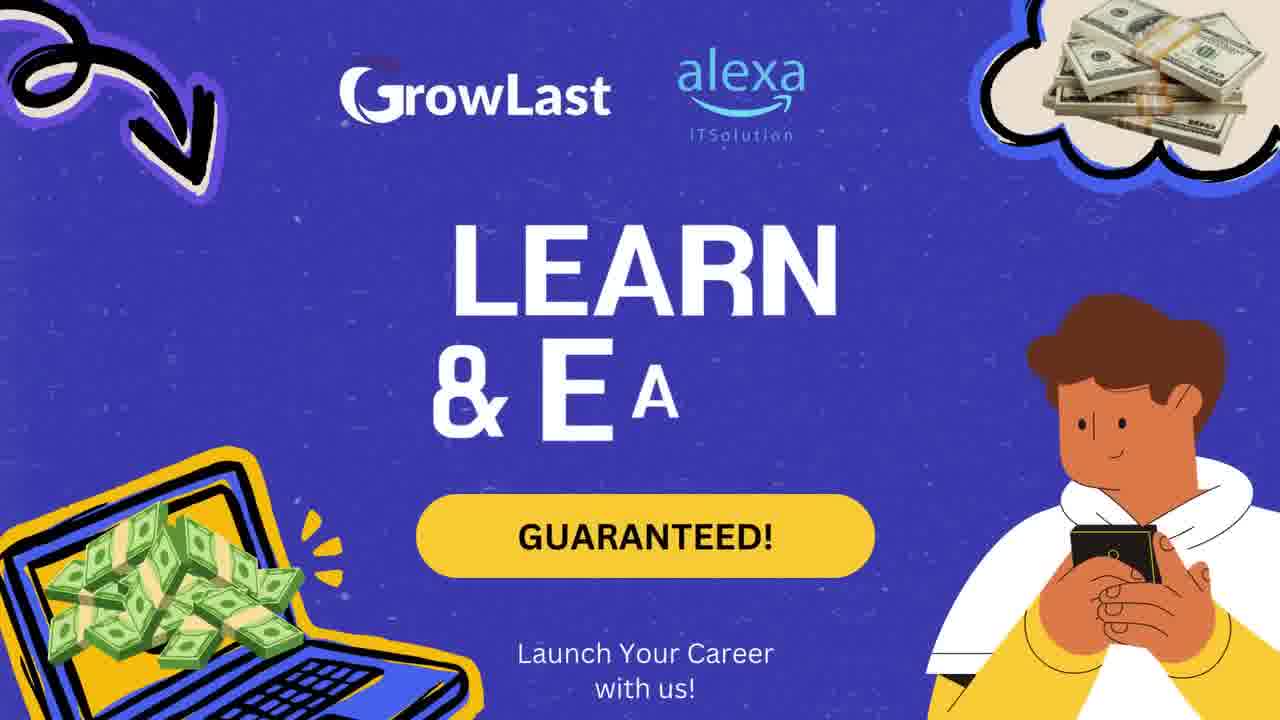 GrowLast
alexa
ITSolution
LEARN
& E A
GUARANTEED!
Launch Your Career
with us!